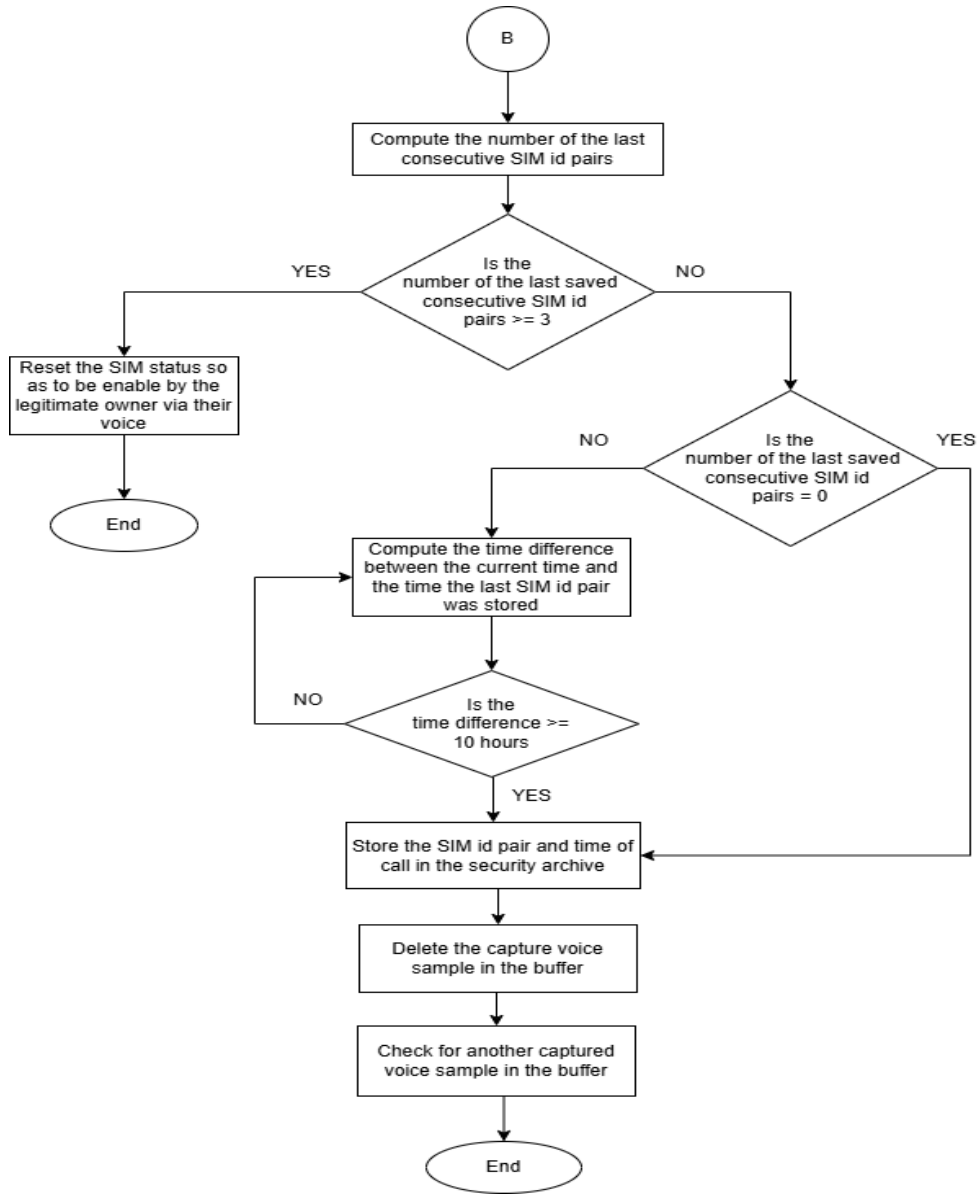 B
Compute the number of the last
consecutive SIM id pairs
YES
Is the
number of the last saved
consecutive SIM id
pairs >= 3
NO
Reset the SIM status so
as to be enable by the
legitimate owner via their
voice
End
NO
Is the
number of the last saved
consecutive SIM id
pairs = 0
YES
Compute the time difference
between the current time and
the time the last SIM id pair
was stored
NO
Is the
time difference >=
10 hours
YES
Store the SIM id pair and time of
call in the security archive
Delete the capture voice
sample in the buffer
Check for another captured
voice sample in the buffer
End